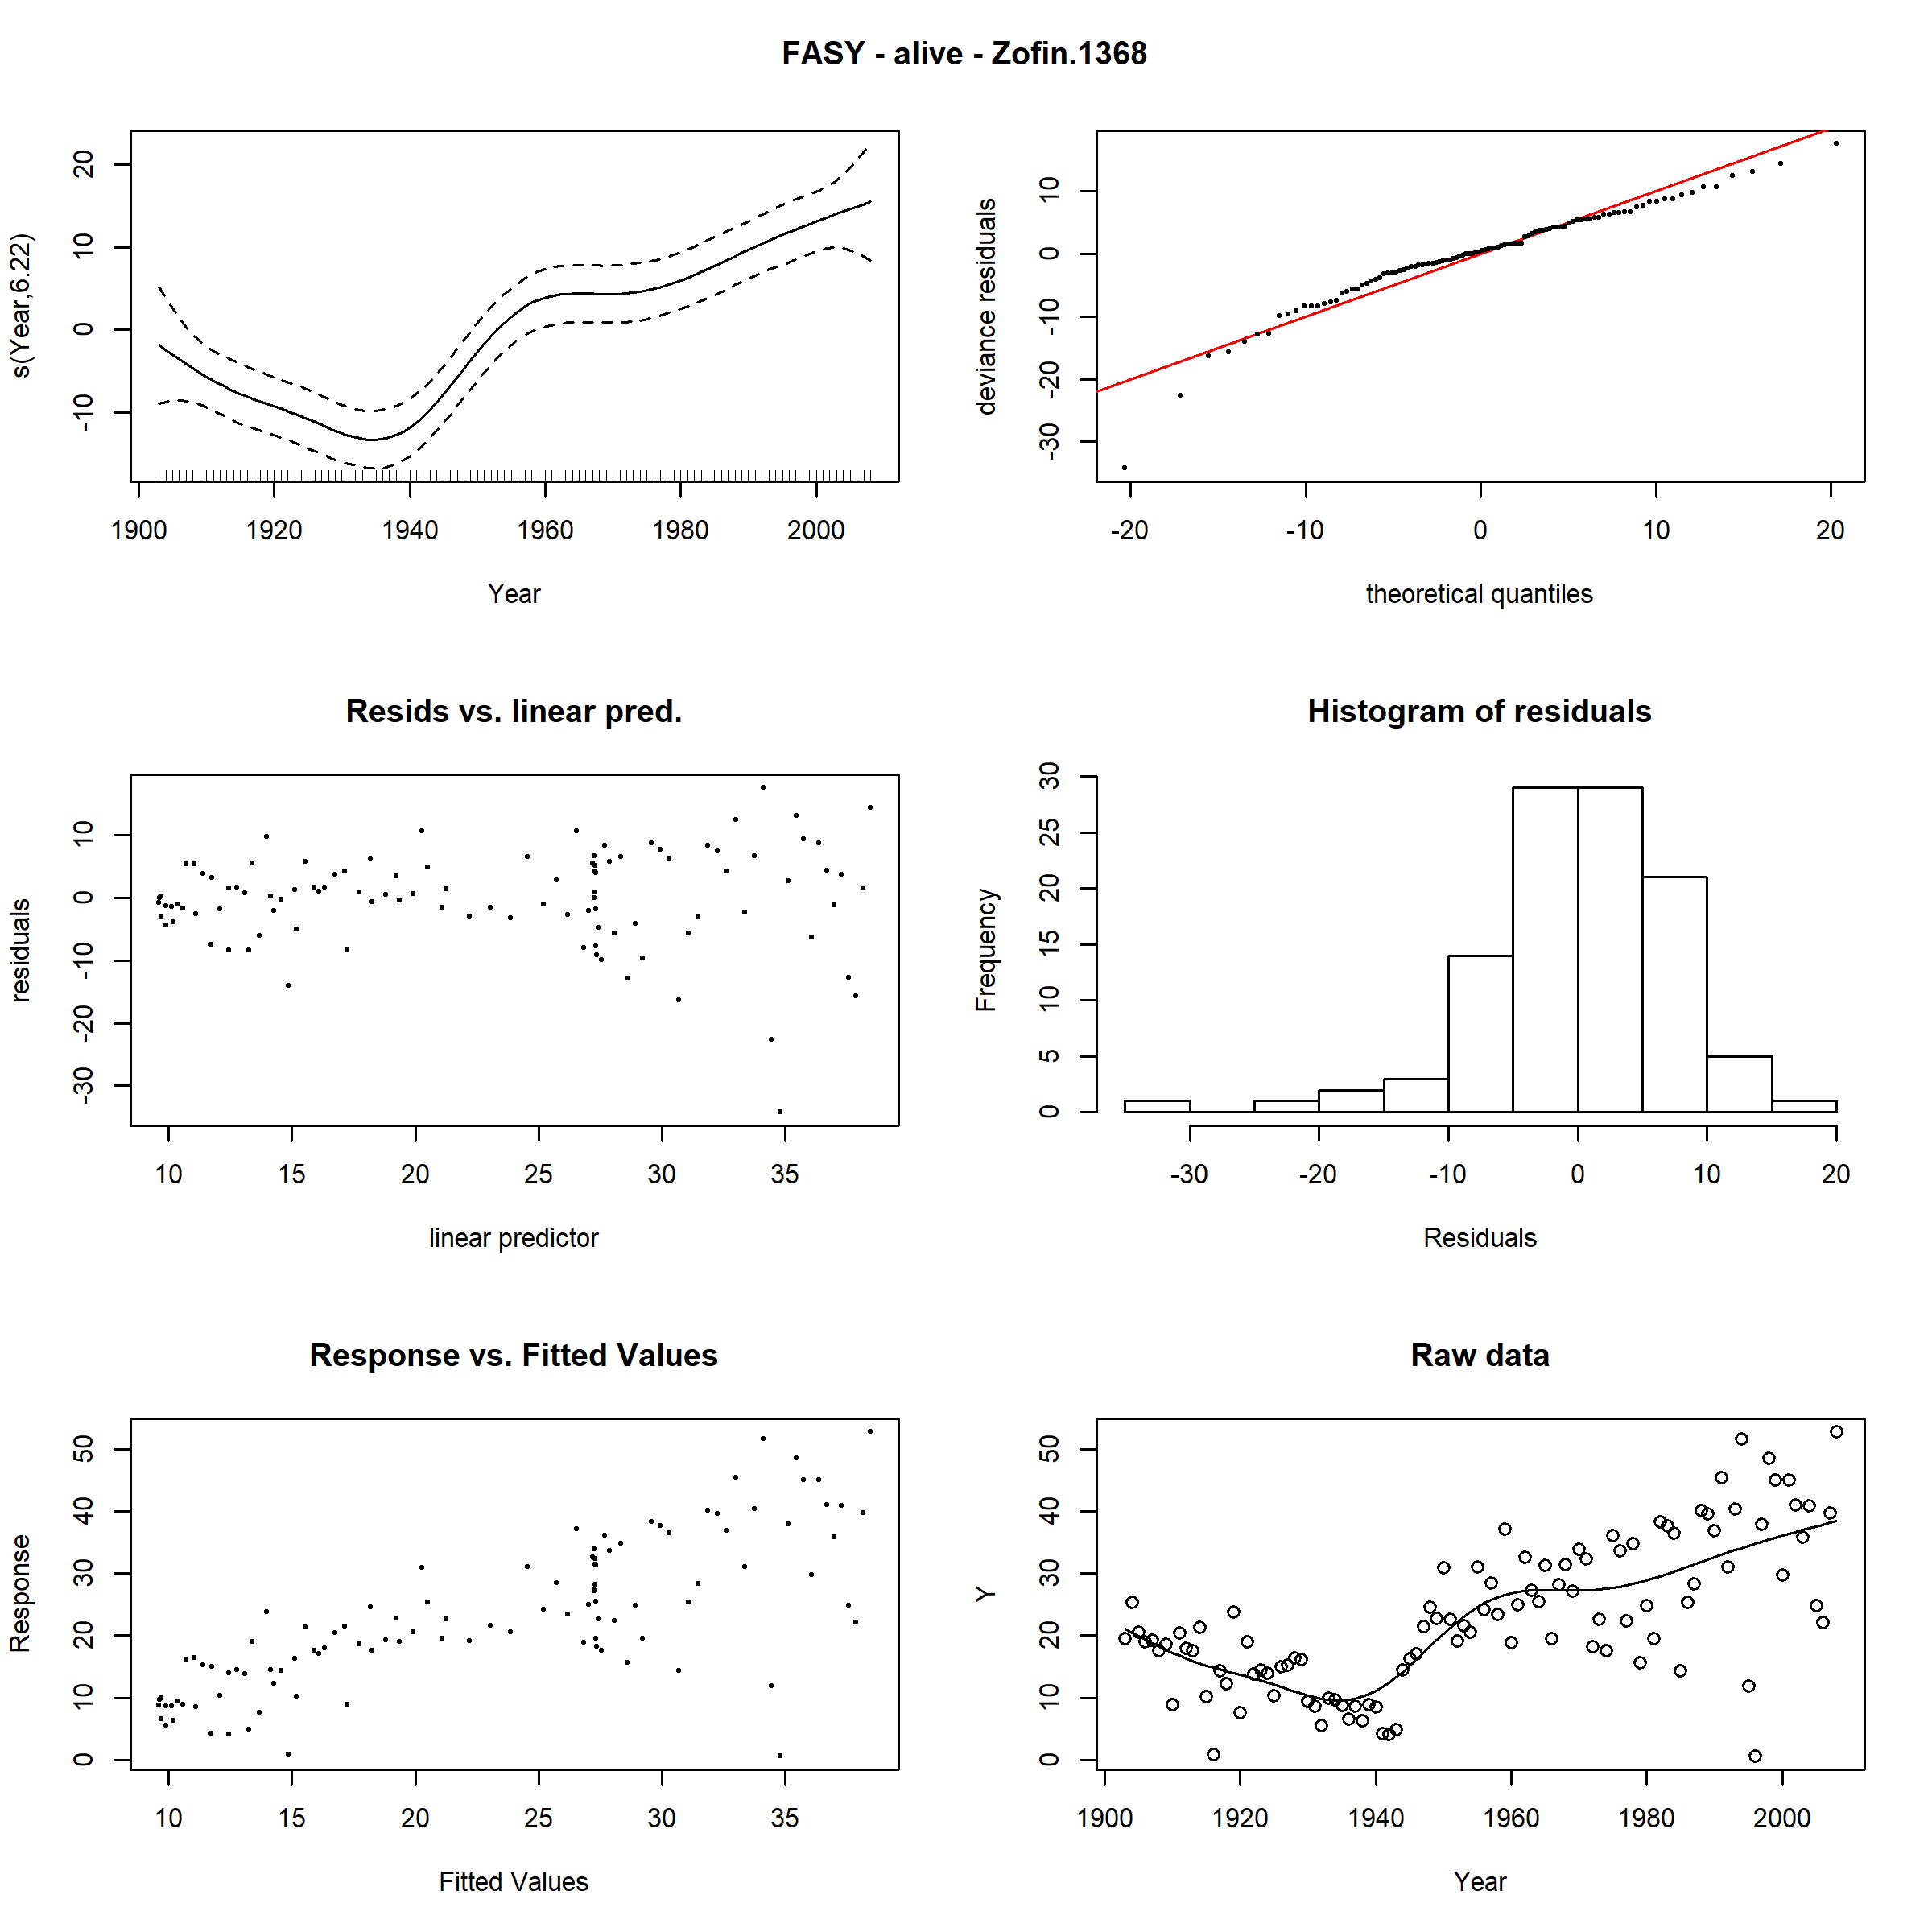 FASY - alive - Zofin.1368
s(Year,6.22)
20
10
0
-10
1900 1920 1940 1960 1980 2000
Year
deviance residuals
10
0
-10
-20
-30
-20 -10 0 10 20
theoretical quantiles
Resids vs. linear pred.
residuals
10
0
-10
-20
-30
10 15 20 25 30 35
linear predictor
Histogram of residuals
Frequency
30
25
20
15
10
5
0
-30 -20 -10 0 10 20
Residuals
Response vs. Fitted Values
Response
50
40
30
20
10
0
10 15 20 25 30 35
Fitted Values
Raw data
Y
50
40
30
20
10
0
1900 1920 1940 1960 1980 2000
Year